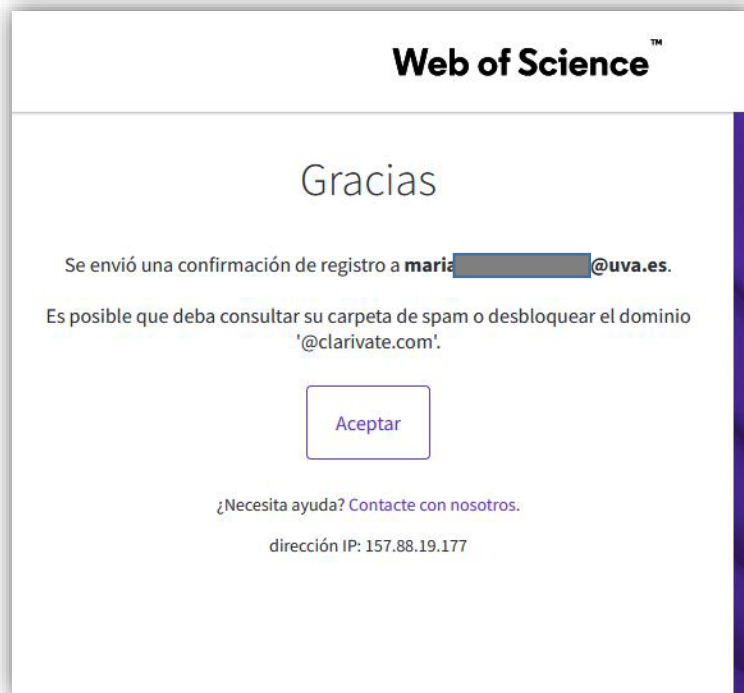 Web of Science™
Gracias
Se envió una confirmación de registro a maria @uva.es.
Es posible que deba consultar su carpeta de spam o desbloquear el dominio
'@clarivate.com'.
Aceptar
¿Necesita ayuda? Contacte con nosotros.
dirección IP: 157.88.19.177